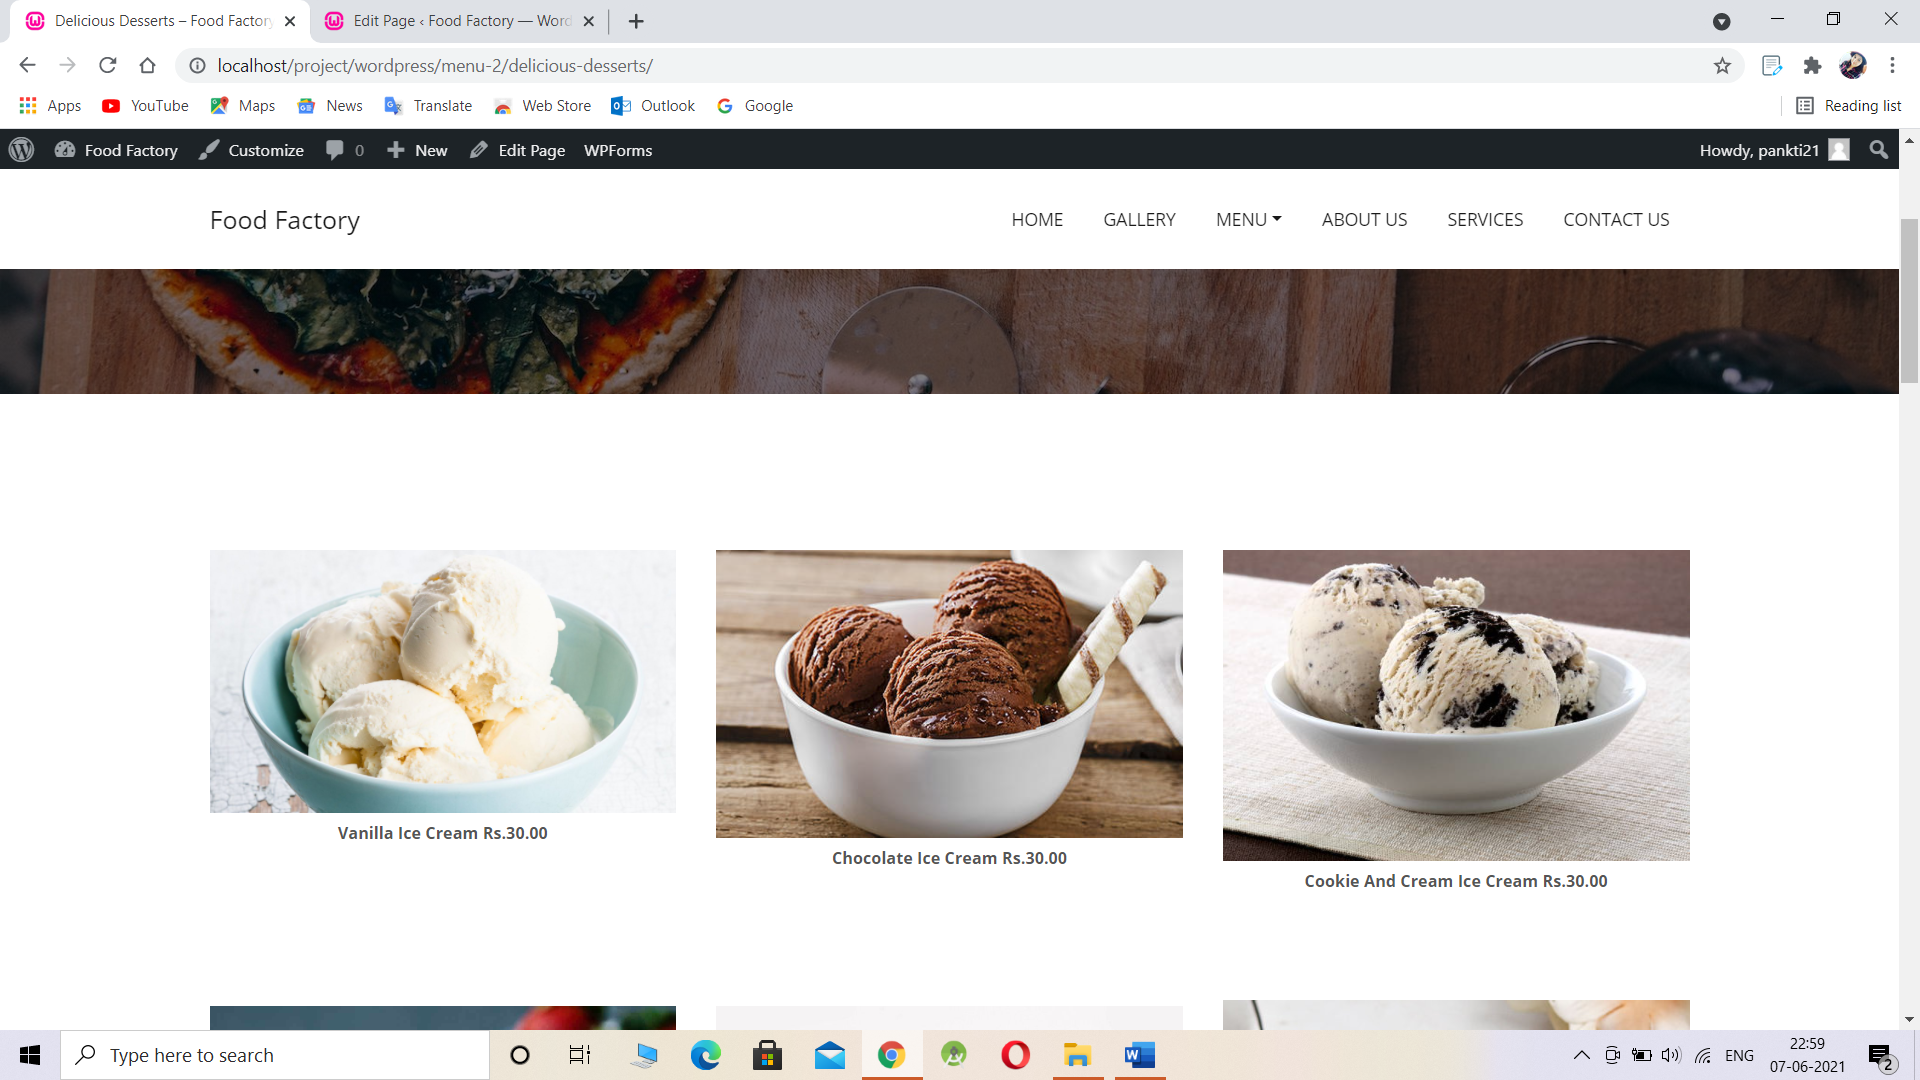 Delicious Desserts – Food Factory
Edit Page ‹ Food Factory — Word
localhost/project/wordpress/menu-2/delicious-desserts/
Apps YouTube Maps News Translate Web Store Outlook Google Reading list
Food Factory Customize 0 New Edit Page WPForms Howdy, pankti21
Food Factory HOME GALLERY MENU ABOUT US SERVICES CONTACT US
Vanilla Ice Cream Rs.30.00
Chocolate Ice Cream Rs.30.00
Cookie And Cream Ice Cream Rs.30.00
Type here to search
ENG
22:59
07-06-2021
2